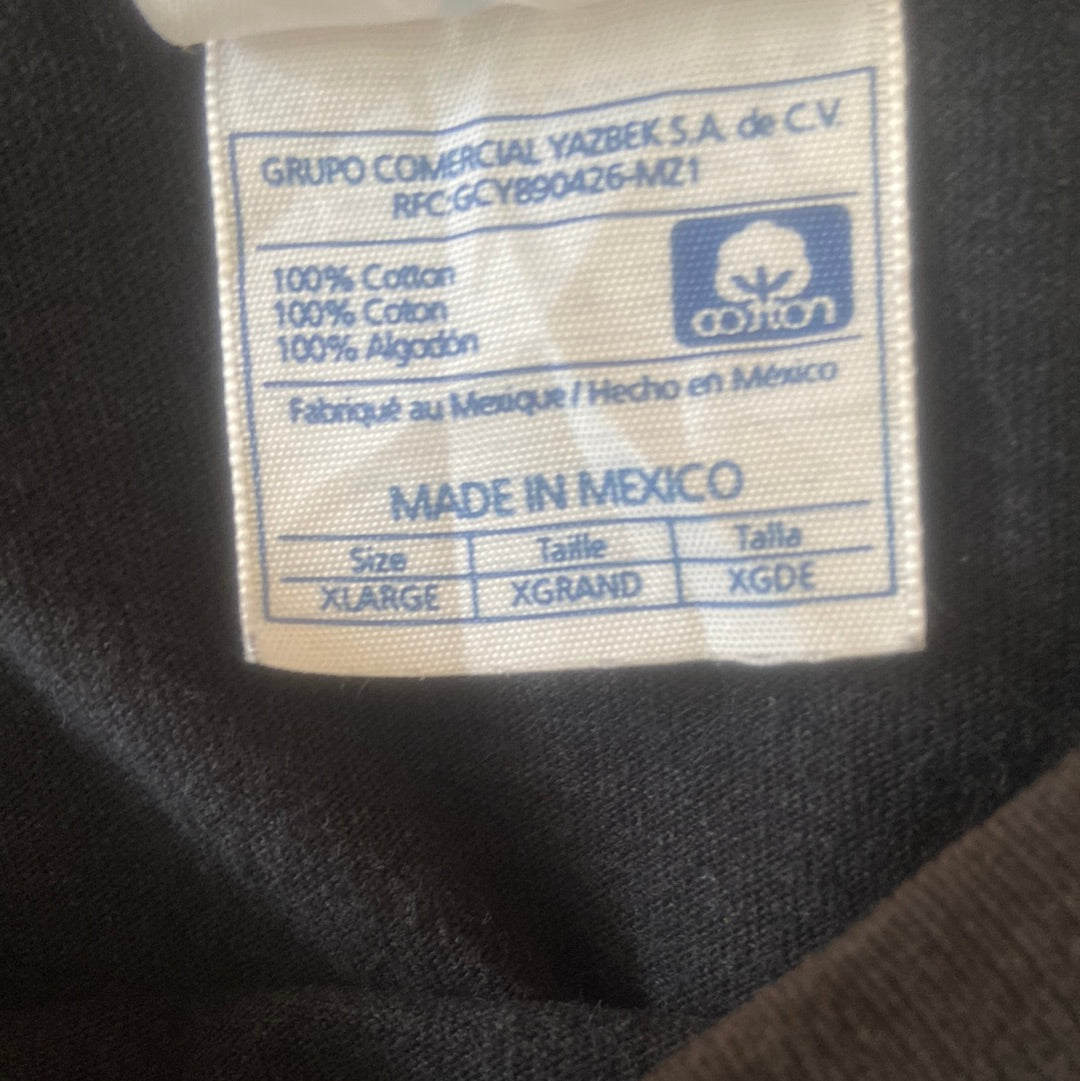 GRUPO COMERCIAL YAZBEK S.A. de C.V.
RFC:GCY890426-MZ1
100% Cotton
100% Coton
100% Algodón
cotton
Fabriqué au Mexique / Hecho en México
MADE IN MEXICO
Size Taille Talla
XLARGE XGRAND XGDE